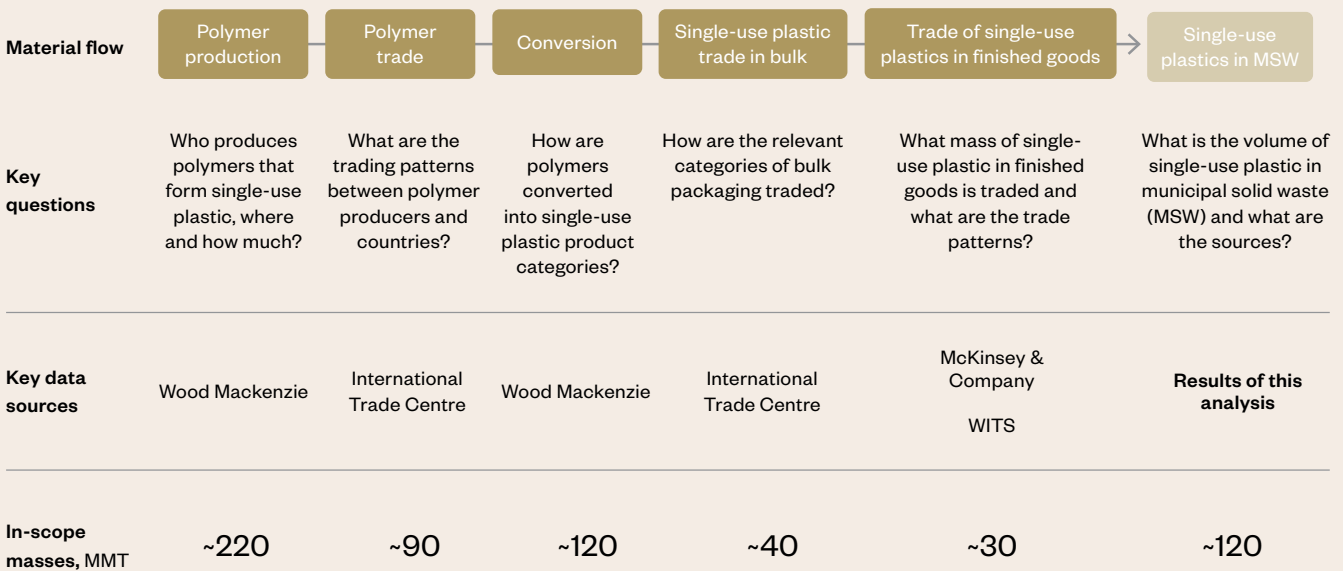 Material flow
Polymer
production
Polymer
trade
Conversion
Single-use plastic
trade in bulk
Trade of single-use
plastics in finished goods
Single-use
plastics in MSW
Key
questions
Who produces
polymers that
form single-use
plastic, where
and how much?
What are the
trading patterns
between polymer
producers and
countries?
How are
polymers
converted
into single-use
plastic product
categories?
How are the relevant
categories of bulk
packaging traded?
What mass of single-
use plastic in finished
goods is traded and
what are the trade
patterns?
What is the volume of
single-use plastic in
municipal solid waste
(MSW) and what are
the sources?
Key data
sources
Wood Mackenzie
International
Trade Centre
Wood Mackenzie
International
Trade Centre
McKinsey &
Company
WITS
Results of this
analysis
In-scope
masses, MMT
~220
~90
~120
~40
~30
~120